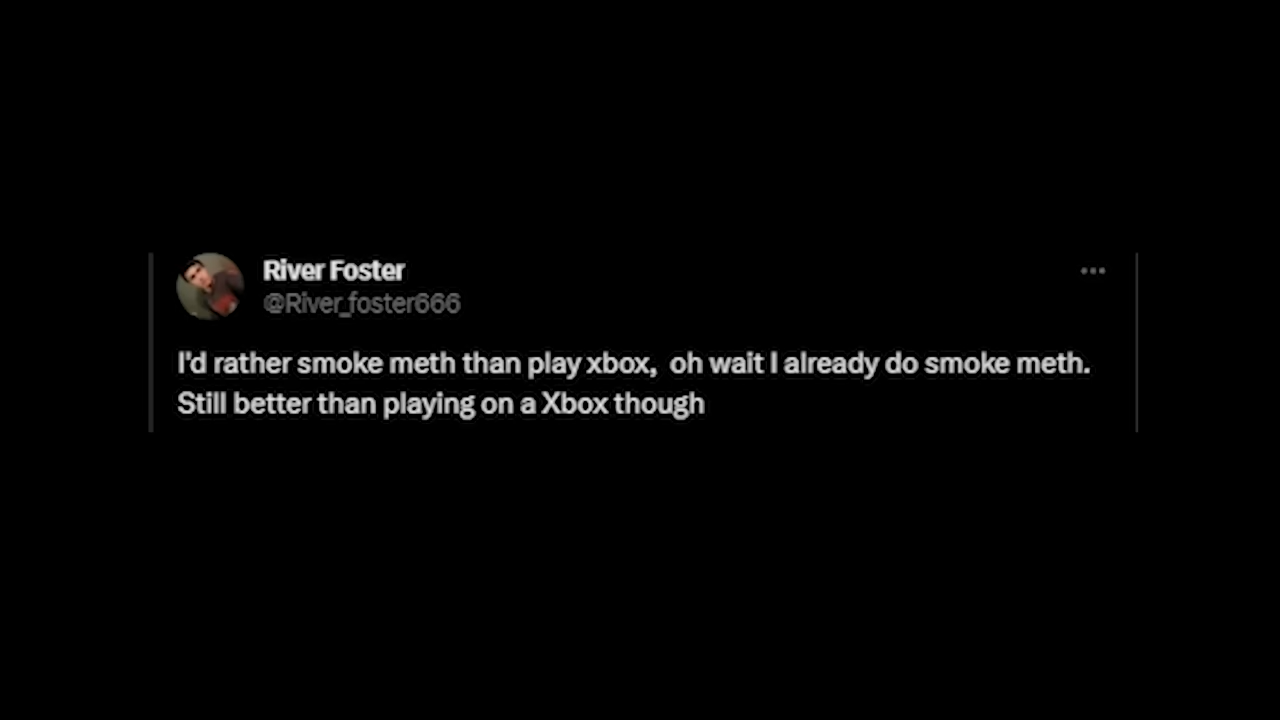 River Foster
@River_foster666
I'd rather smoke meth than play xbox,  oh wait I already do smoke meth.
Still better than playing on a Xbox though